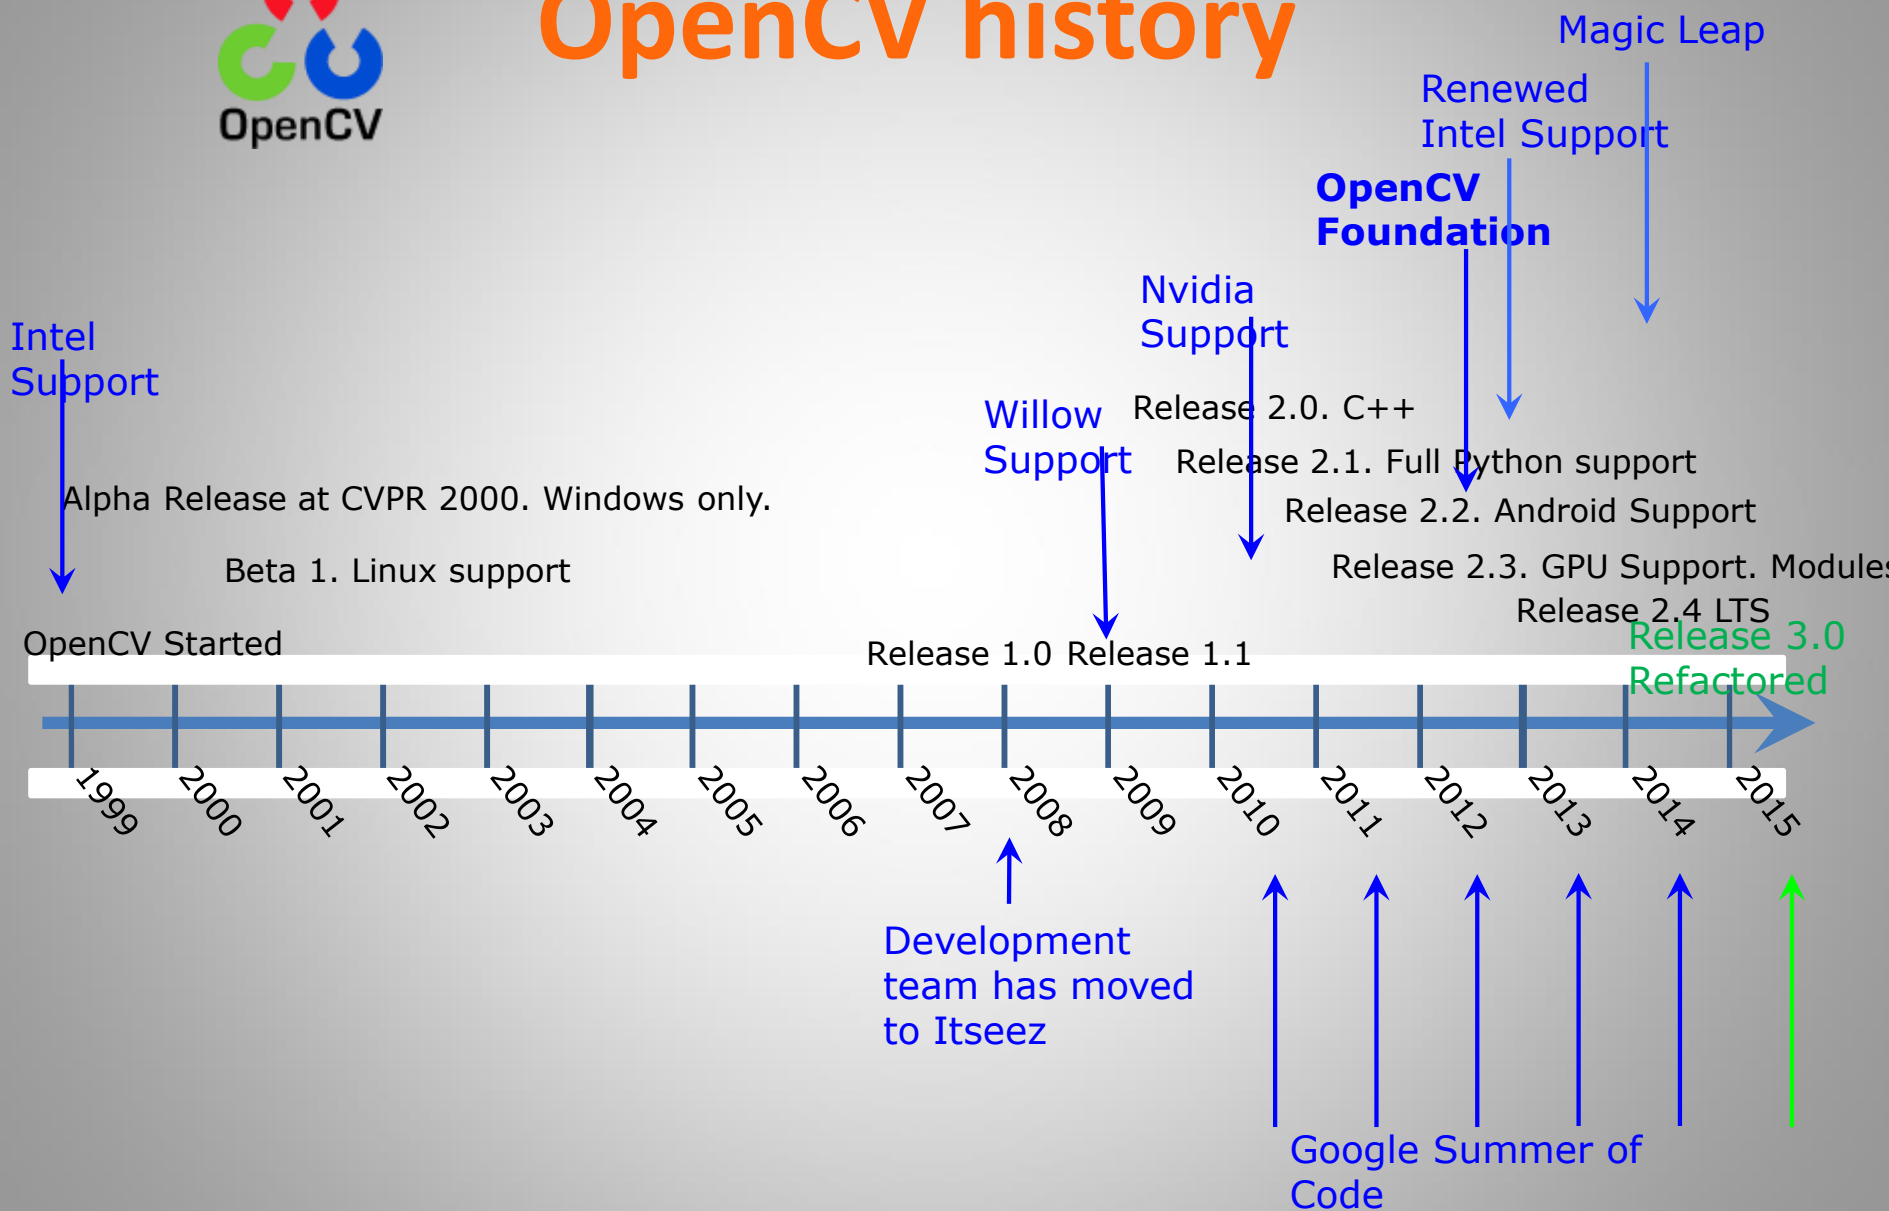 OpenCV history
OpenCV
Magic Leap
Renewed
Intel Support
OpenCV
Foundation
Nvidia
Support
Intel
Support
Willow
Support
Release 2.0. C++
Release 2.1. Full Python support
Alpha Release at CVPR 2000. Windows only.
Release 2.2. Android Support
Beta 1. Linux support
Release 2.3. GPU Support. Modules
Release 2.4 LTS
OpenCV Started
Release 1.0 Release 1.1
Release 3.0
Refactored
1999
2000
2001
2002
2003
2004
2005
2006
2007
2008
2009
2010
2011
2012
2013
2014
2015
Development
team has moved
to Itseez
Google Summer of
Code